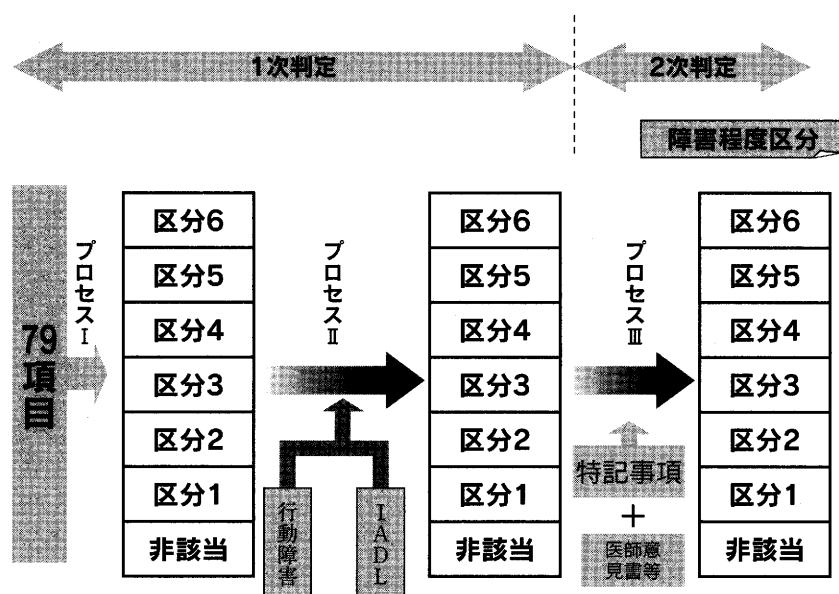 1次判定
2次判定
障害程度区分
79項目
プロセスⅠ
区分6
区分5
区分4
区分3
区分2
区分1
非該当
プロセスⅡ
行動障害
IADL
区分6
区分5
区分4
区分3
区分2
区分1
非該当
プロセスⅢ
特記事項
＋
医師意
見書等
区分6
区分5
区分4
区分3
区分2
区分1
非該当